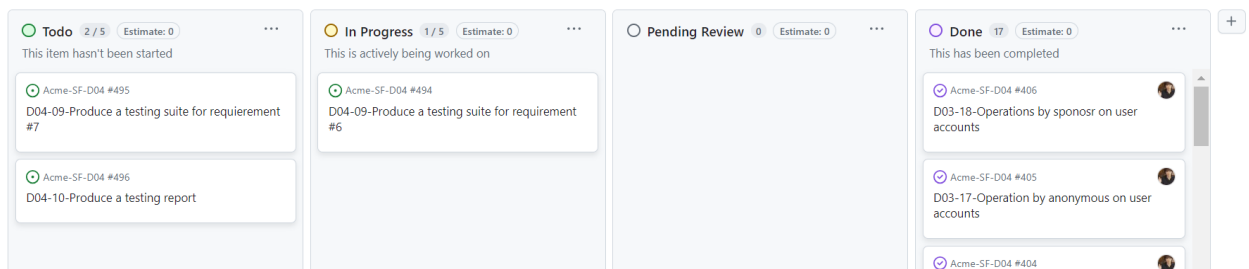 Todo 2 / 5 Estimate: 0 ...
This item hasn't been started
Acme-SF-D04 #495
D04-09-Produce a testing suite for requierement
#7
Acme-SF-D04 #496
D04-10-Produce a testing report
In Progress 1 / 5 Estimate: 0 ...
This is actively being worked on
Acme-SF-D04 #494
D04-09-Produce a testing suite for requirement
#6
Pending Review 0 Estimate: 0 ...
Done 17 Estimate: 0 ...
This has been completed
Acme-SF-D04 #406
D03-18-Operations by sponosr on user
accounts
Acme-SF-D04 #405
D03-17-Operation by anonymous on user
accounts
Acme-SF-D04 #404
+